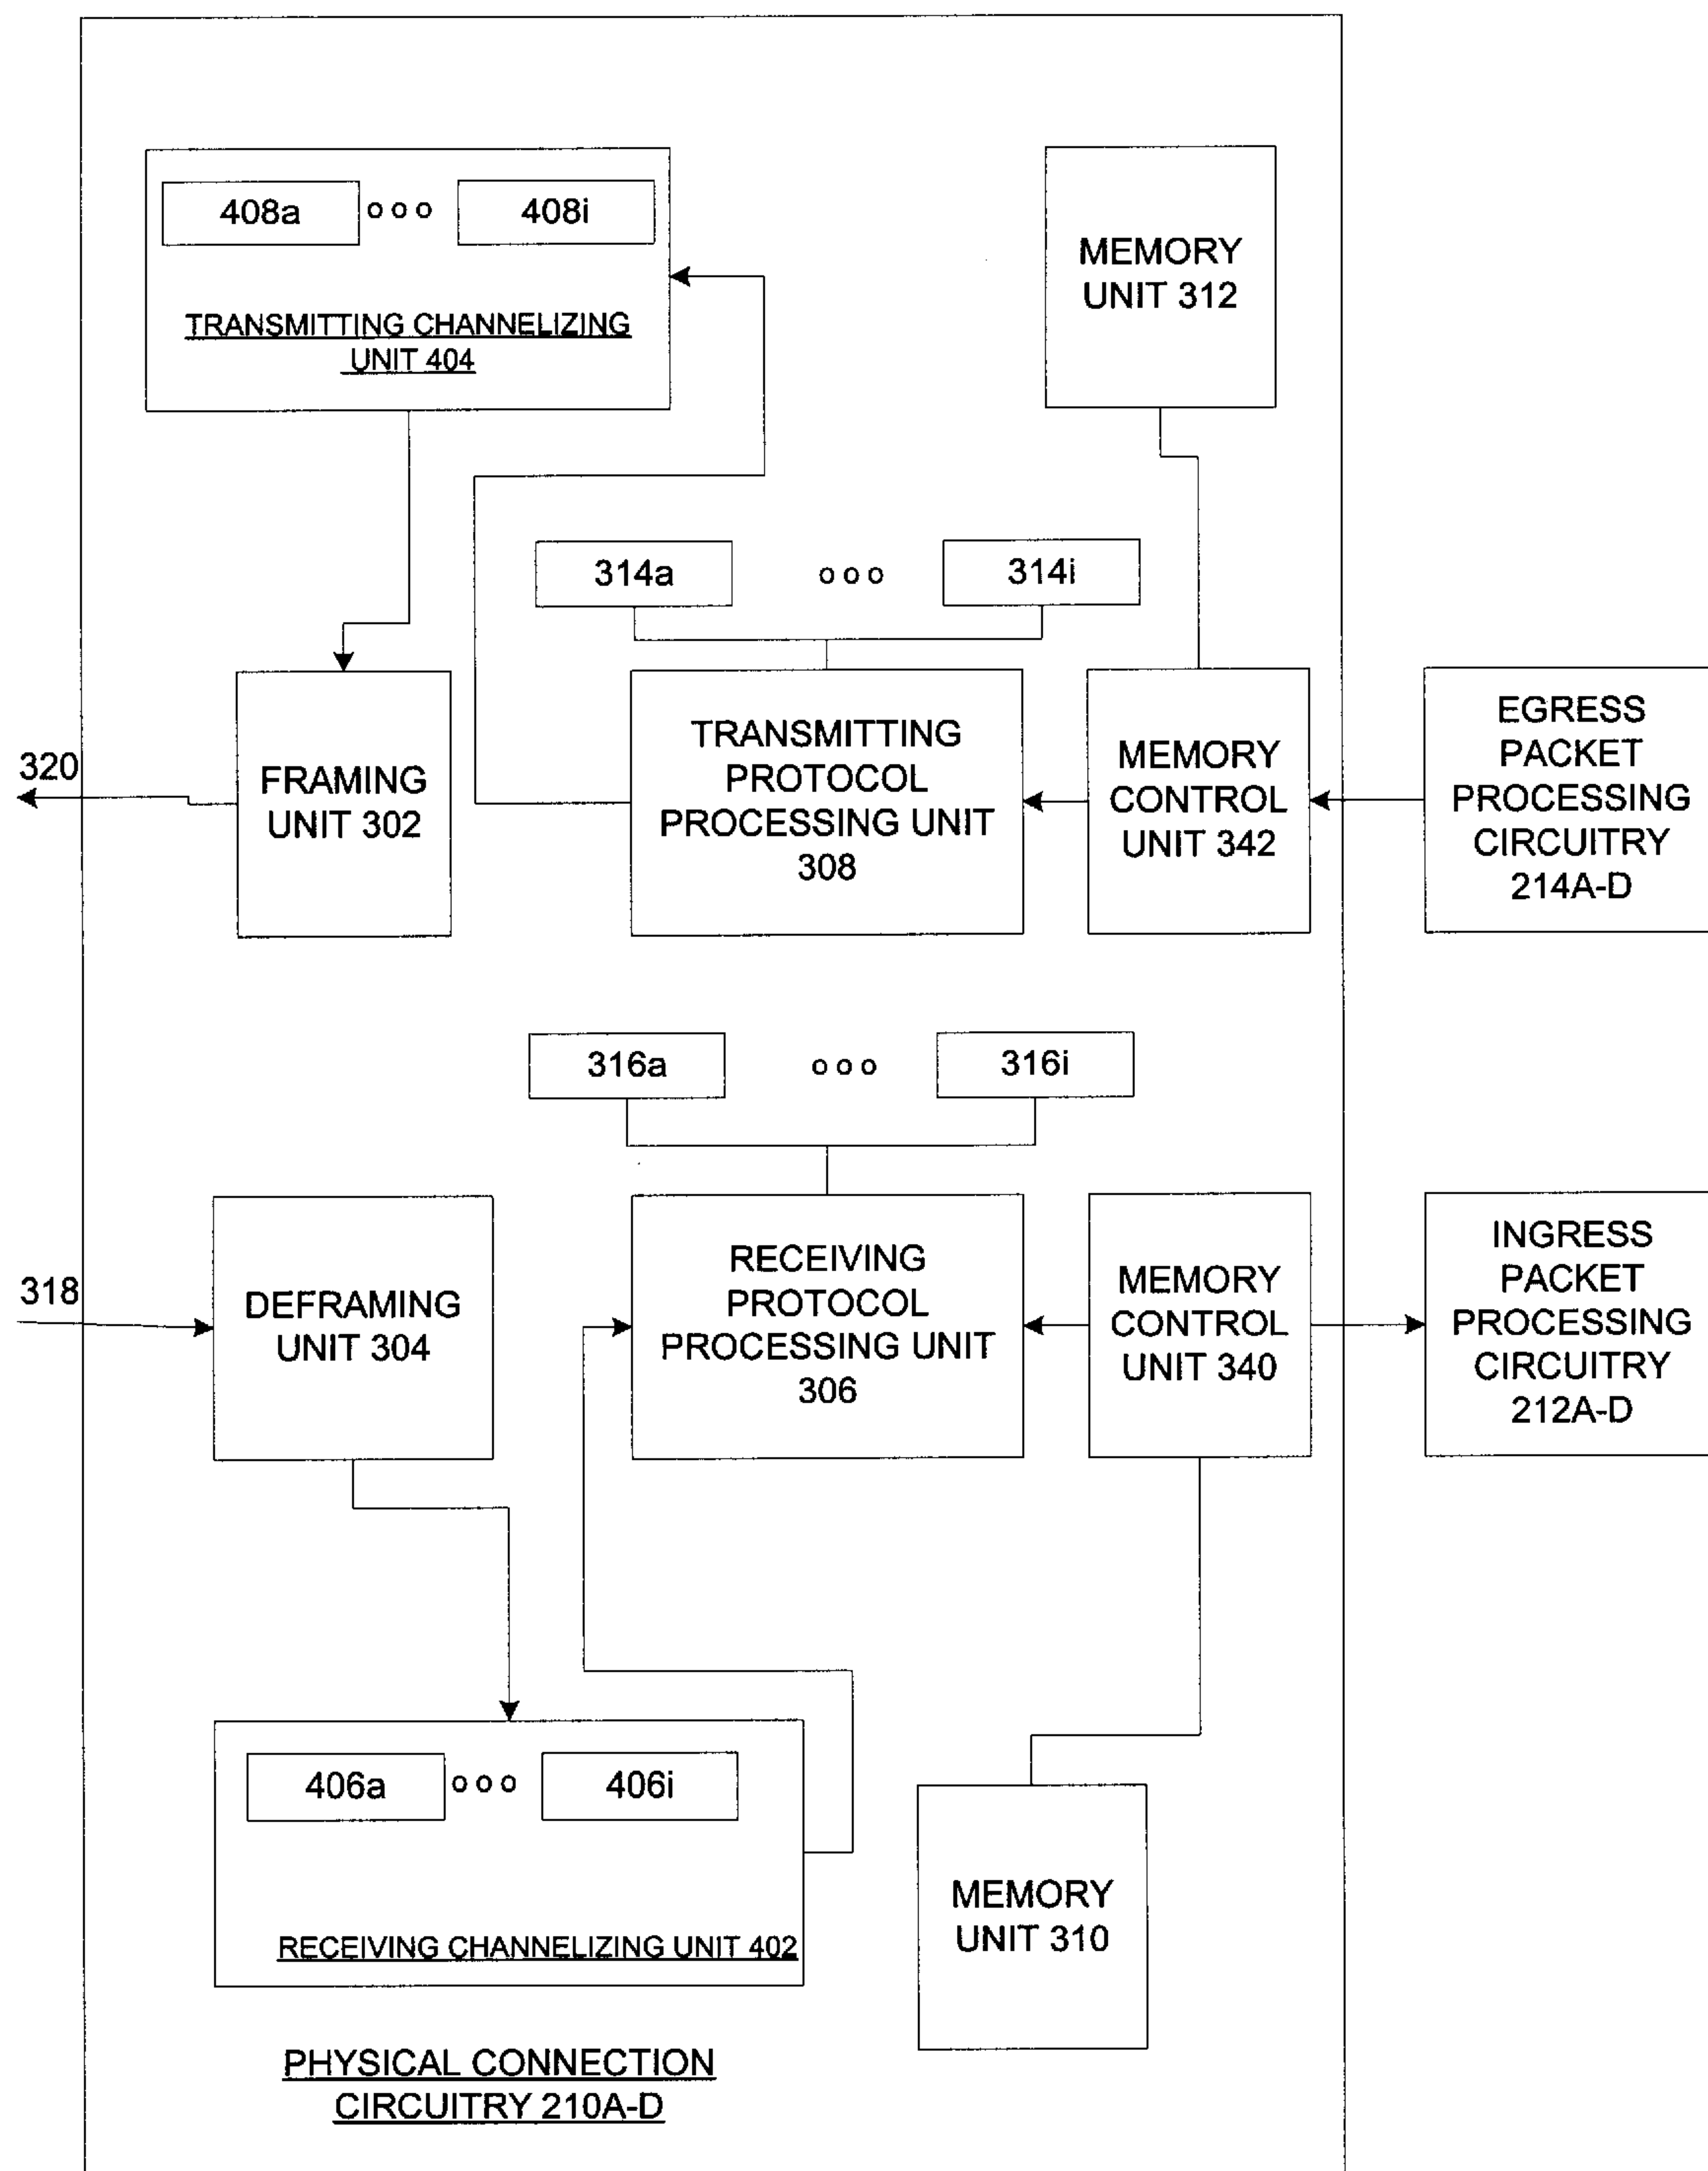 408a
ooo
408i
TRANSMITTING CHANNELIZING
UNIT 404
MEMORY
UNIT 312
314a
ooo
314i
320
FRAMING
UNIT 302
TRANSMITTING
PROTOCOL
PROCESSING UNIT
308
MEMORY
CONTROL
UNIT 342
EGRESS
PACKET
PROCESSING
CIRCUITRY
214A-D
316a
ooo
316i
318
DEFRAMING
UNIT 304
RECEIVING
PROTOCOL
PROCESSING UNIT
306
MEMORY
CONTROL
UNIT 340
INGRESS
PACKET
PROCESSING
CIRCUITRY
212A-D
406a
ooo
406i
RECEIVING CHANNELIZING UNIT 402
MEMORY
UNIT 310
PHYSICAL CONNECTION
CIRCUITRY 210A-D